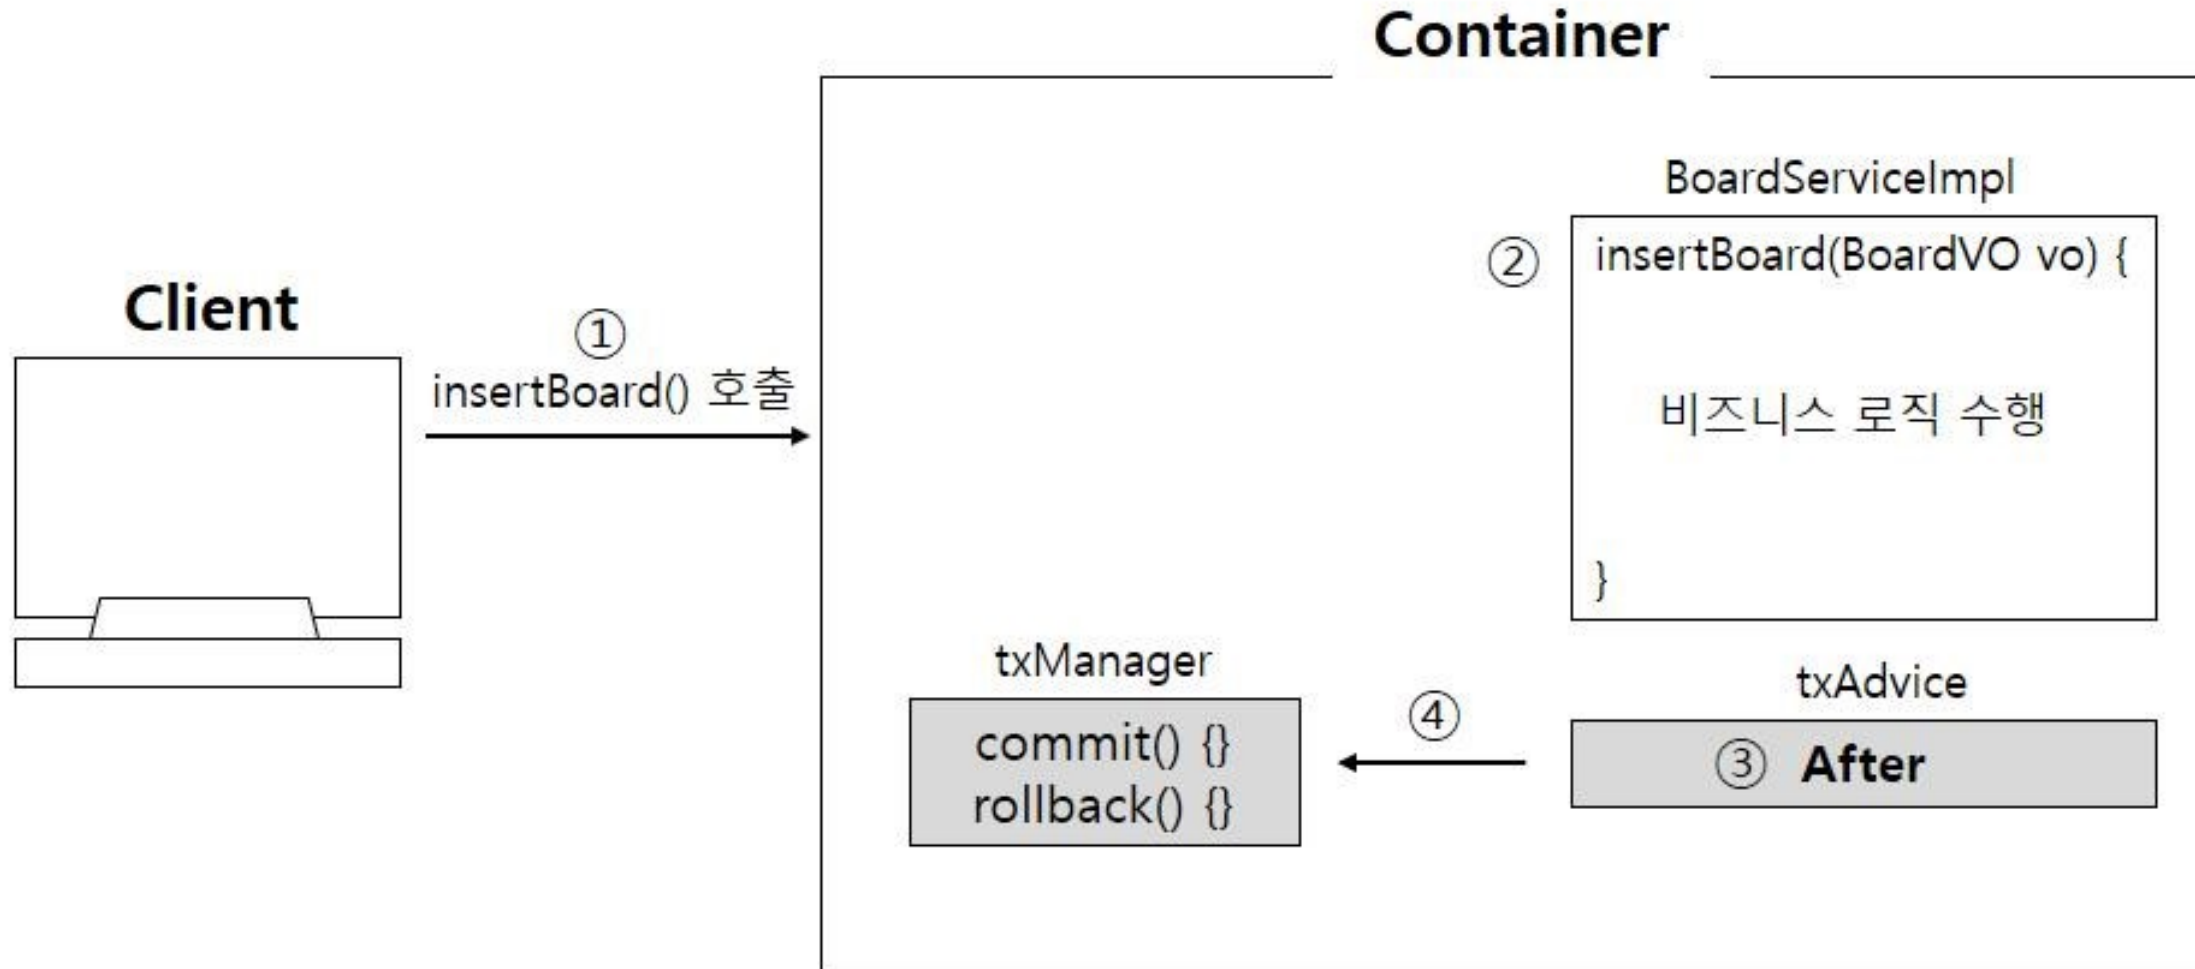 Container
BoardServiceImpl
②
insertBoard(BoardVO vo) {
Client
①
insertBoard() 호출
비즈니스 로직 수행
}
txManager
txAdvice
commit() {}
rollback() {}
④
③ After